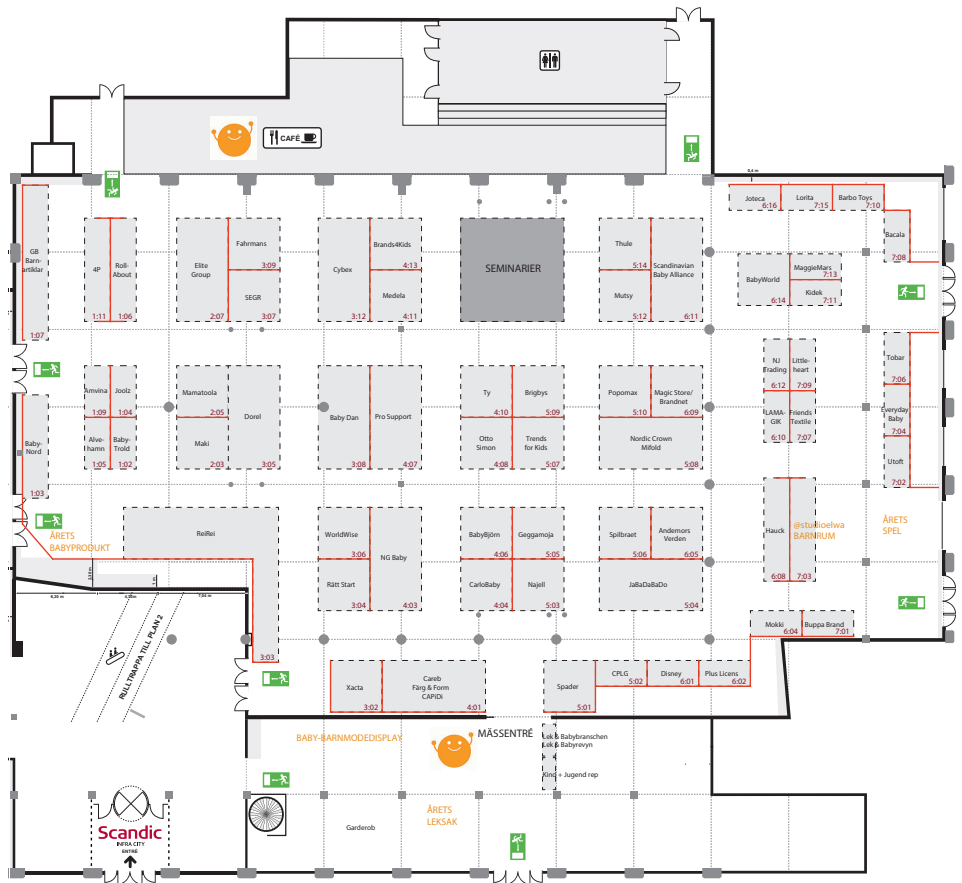 CAFÉ
0,4 m
Joteca
6:16
Lorita
7:15
Barbo Toys
7:10
GB
Barn-
artiklar
1:07
4P
1:11
Roll-
About
1:06
Elite
Group
2:07
Fahrmans
3:09
SEGR
3:07
Cybex
3:12
Brands4Kids
4:13
Medela
4:11
SEMINARIER
Thule
5:14
Mutsy
5:12
Scandinavian
Baby Alliance
6:11
Bacala
7:08
BabyWorld
6:14
MaggieMars
7:13
Kidek
7:11
Amvina
1:09
Joolz
1:04
Alve-
hamn
1:05
Baby-
Trold
1:02
Mamatoola
2:05
Maki
2:03
Dorel
3:05
Baby Dan
3:08
Pro Support
4:07
Ty
4:10
Brigbys
5:09
Otto
Simon
4:08
Trends
for Kids
5:07
Popomax
5:10
Magic Store/
Brandnet
6:09
Nordic Crown
Mifold
5:08
NJ
Trading
6:12
Little-
heart
7:09
LAMA-
GIK
6:10
Friends
Textile
7:07
Tobar
7:06
Everyday
Baby
7:04
Utoft
7:02
Baby-
Nord
1:03
ÅRETS
BABYPRODUKT
ReiRei
3:03
WorldWise
3:06
Rätt Start
3:04
NG Baby
4:03
BabyBjörn
4:06
Geggamoja
5:05
CarloBaby
4:04
Najell
5:03
Spilbraet
5:06
Andemors
Verden
6:05
JaBaDaBaDo
5:04
Hauck
6:08
7:03
@studioelwa
BARNRUM
ÅRETS
SPEL
6,20 m
7,04 m
RULLTRAPPA TILL PLAN 2
Mokki
6:04
Buppa Brand
7:01
Xacta
3:02
Careb
Färg & Form
CAPiDi
4:01
Spader
5:01
CPLG
5:02
Disney
6:01
Plus Licens
6:02
BABY-BARNMODEDISPLAY
MÄSSENTRÉ
Lek & Babybranschen
Lek & Babyrevyn
Kind + Jugend rep
ÅRETS
LEKSAK
Garderob
Scandic
INFRA CITY
ENTRÉ